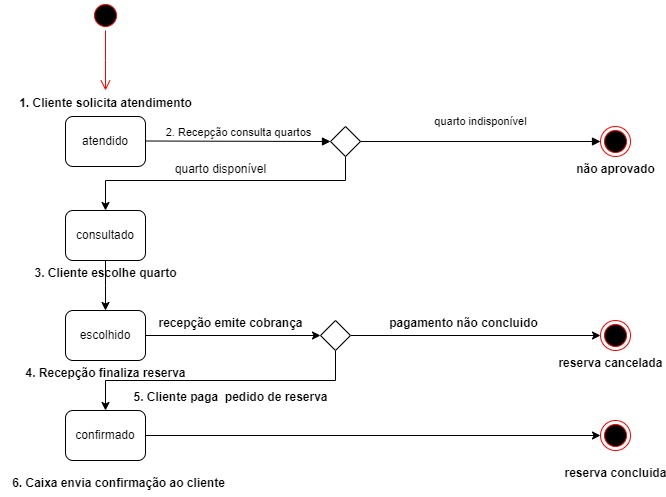 1. Cliente solicita atendimento
atendido
2. Recepção consulta quartos
quarto indisponível
não aprovado
quarto disponível
consultado
3. Cliente escolhe quarto
escolhido
recepção emite cobrança
pagamento não concluido
reserva cancelada
4. Recepção finaliza reserva
5. Cliente paga  pedido de reserva
confirmado
reserva concluida
6. Caixa envia confirmação ao cliente